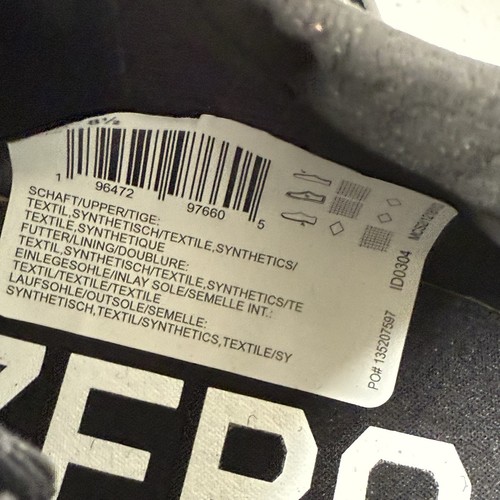 8½
1 96472 97660 5
SCHAFT/UPPER/TIGE:
TEXTIL,SYNTHETISCH/TEXTILE,SYNTHETICS/
TEXTILE,SYNTHETIQUE
FUTTER/LINING/DOUBLURE:
TEXTIL,SYNTHETISCH/TEXTILE,SYNTHETICS/TE
EINLEGESOHLE/INLAY SOLE/SEMELLE INT.:
TEXTIL/TEXTILE/TEXTILE
LAUFSOHLE/OUTSOLE/SEMELLE:
SYNTHETISCH,TEXTIL/SYNTHETICS,TEXTILE/SY
PO# 135207597
ID0304
ZERO